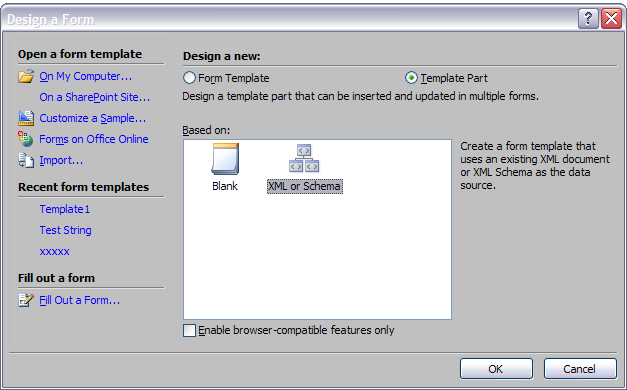 Design a Form
Open a form template
On My Computer...
On a SharePoint Site...
Customize a Sample...
Forms on Office Online
Import...
Recent form templates
Template1
Test String
xxxxx
Fill out a form
Fill Out a Form...
Design a new:
Form Template
Template Part
Design a template part that can be inserted and updated in multiple forms.
Based on:
Blank
XML or Schema
Create a form template that
uses an existing XML document
or XML Schema as the data
source.
Enable browser-compatible features only
OK
Cancel